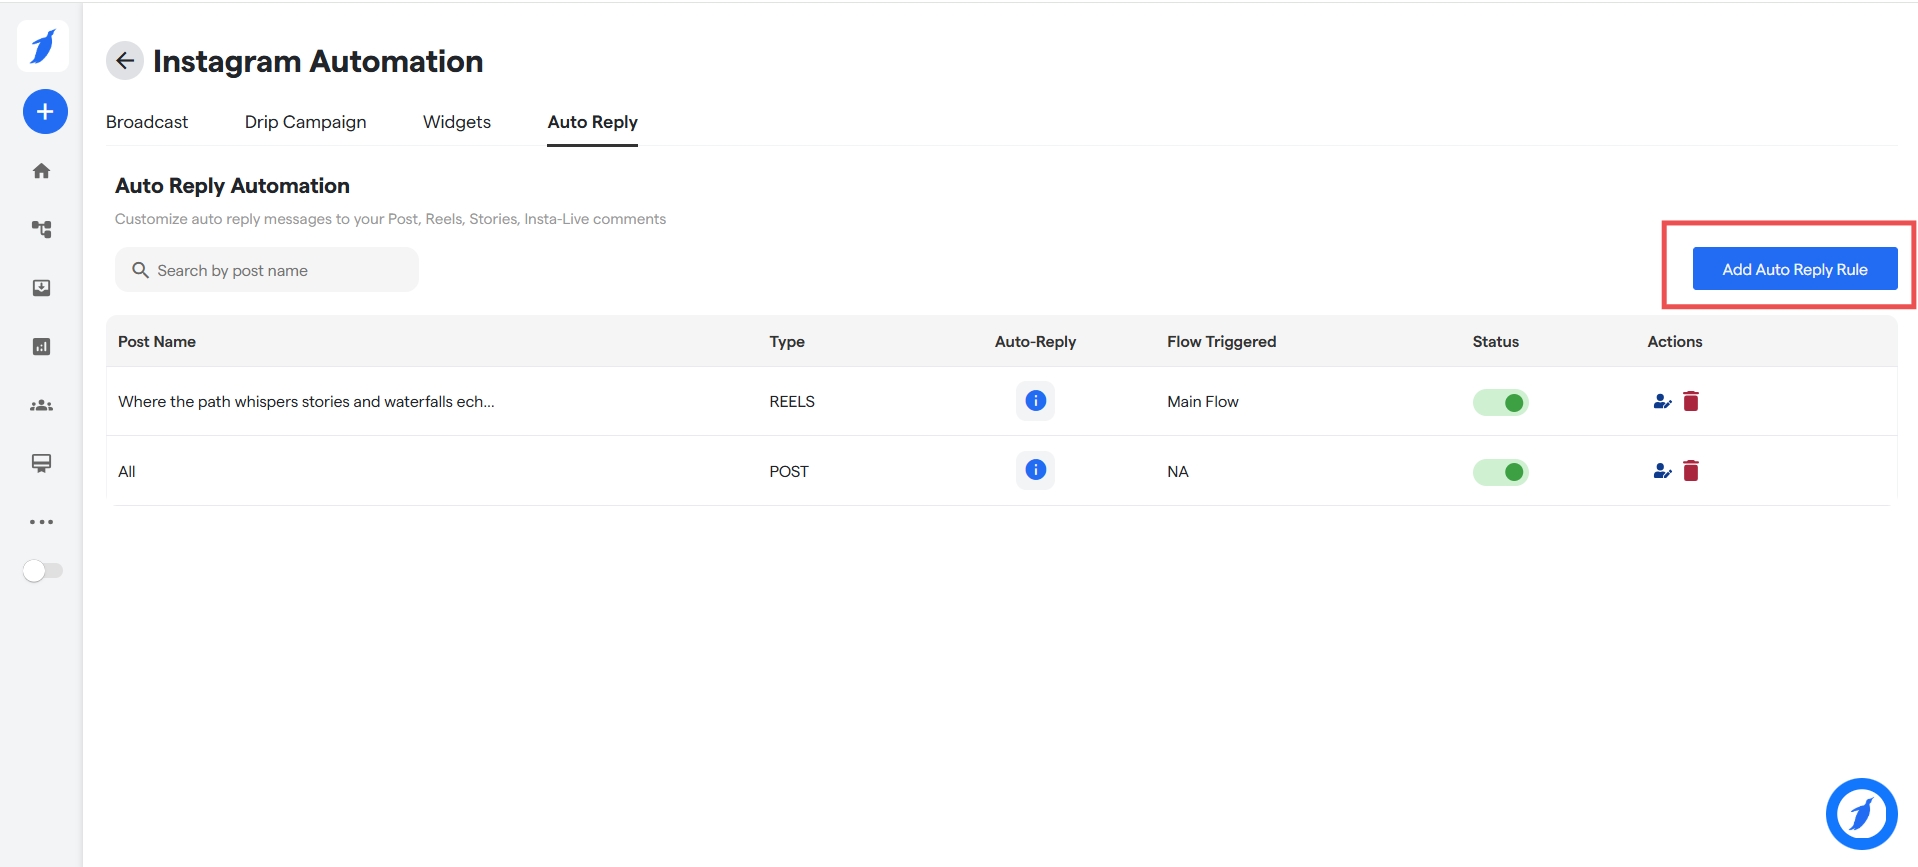 Instagram Automation
Broadcast Drip Campaign Widgets Auto Reply
Auto Reply Automation
Customize auto reply messages to your Post, Reels, Stories, Insta-Live comments
Search by post name
Add Auto Reply Rule
Post Name Type Auto-Reply Flow Triggered Status Actions
Where the path whispers stories and waterfalls ech... REELS Main Flow
All POST NA